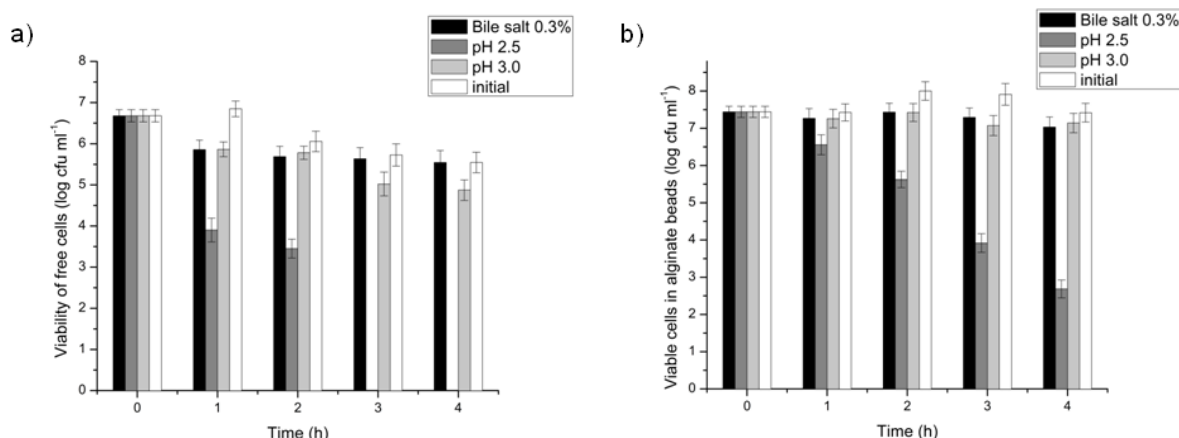 a)
Bile salt 0.3%
pH 2.5
pH 3.0
initial
Viability of free cells (log cfu ml⁻¹)
8
7
6
5
4
3
2
1
0
0 1 2 3 4
Time (h)
b)
Bile salt 0.3%
pH 2.5
pH 3.0
initial
Viable cells in alginate beads (log cfu ml⁻¹)
8
7
6
5
4
3
2
1
0
0 1 2 3 4
Time (h)